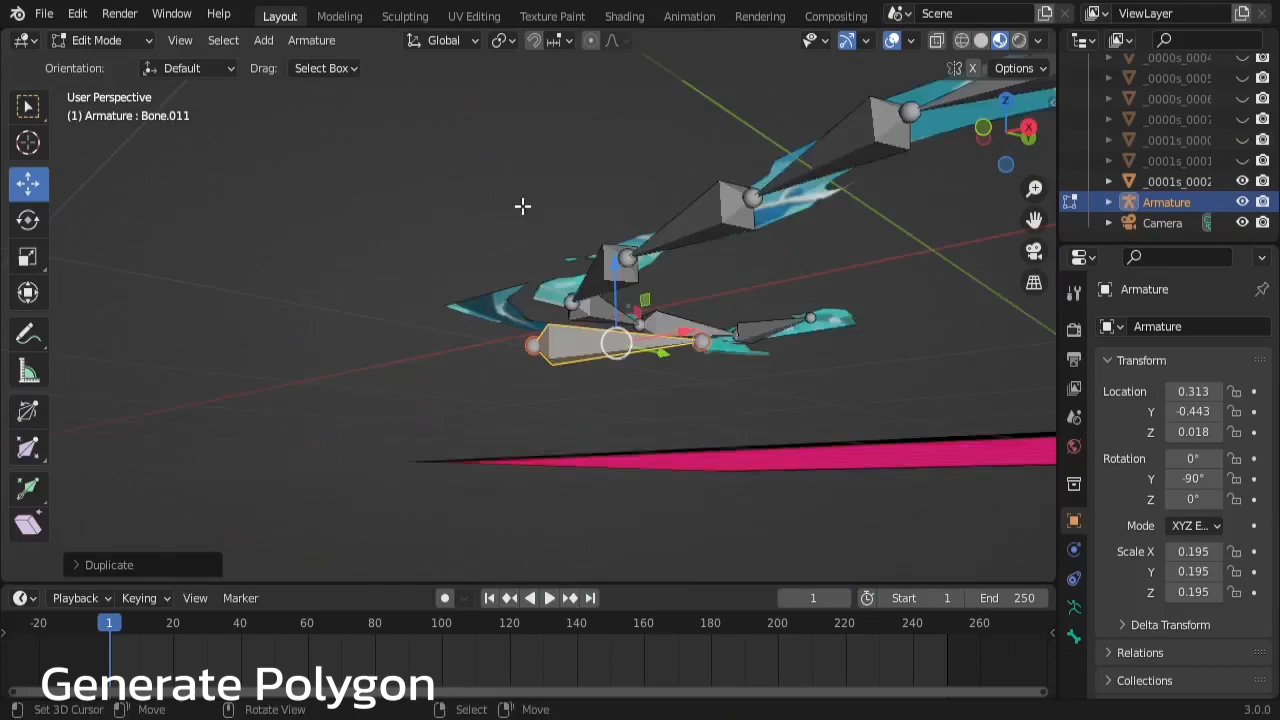 File Edit Render Window Help Layout Modeling Sculpting UV Editing Texture Paint Shading Animation Rendering Compositing Scene ViewLayer
Edit Mode View Select Add Armature Global
Orientation: Default Drag: Select Box X Options
User Perspective
(1) Armature : Bone.011
Z
X
Y
_0000s_0004
_0000s_0005
_0000s_0006
_0000s_0007
_0001s_000
_0001s_0001
_0001s_0002
Armature
Camera
Armature
Armature
Transform
Location 0.313
Y -0.443
Z 0.018
Rotation 0°
Y -90°
Z 0°
Mode XYZ E...
Scale X 0.195
Y 0.195
Z 0.195
Delta Transform
Relations
Collections
Duplicate
Playback Keying View Marker 1 Start 1 End 250
-20 1 20 40 60 80 100 120 140 160 180 200 220 240 260
Generate Polygon
Set 3D Cursor Move Rotate View Select Move 3.0.0